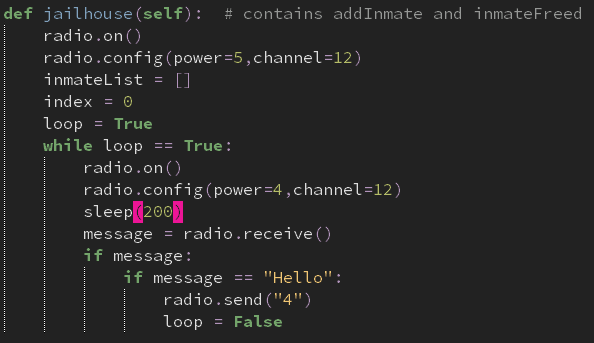 def jailhouse(self):  # contains addInmate and inmateFreed
    radio.on()
    radio.config(power=5,channel=12)
    inmateList = []
    index = 0
    loop = True
    while loop == True:
        radio.on()
        radio.config(power=4,channel=12)
        sleep(200)
        message = radio.receive()
        if message:
            if message == "Hello":
                radio.send("4")
                loop = False